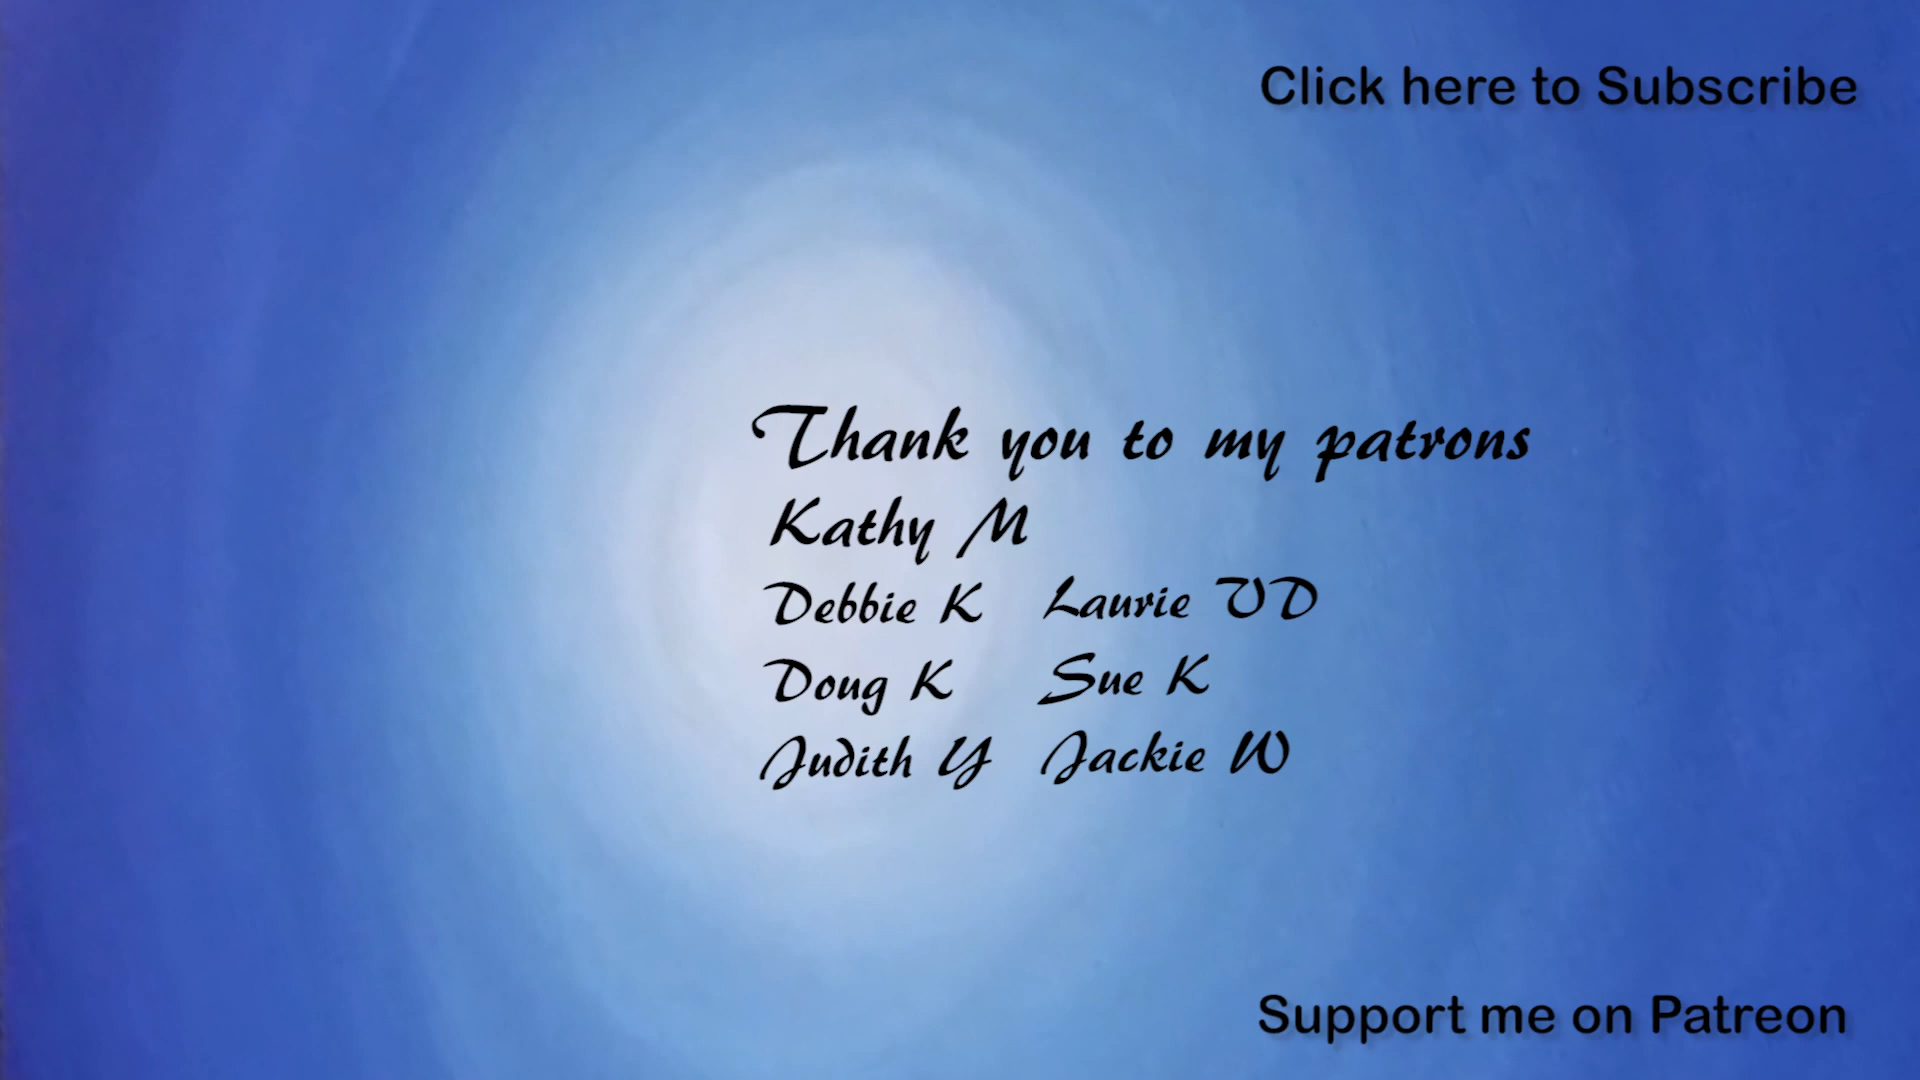 Click here to Subscribe
Thank you to my patrons
Kathy M
Debbie K Laurie VD
Doug K Sue K
Judith Y Jackie W
Support me on Patreon